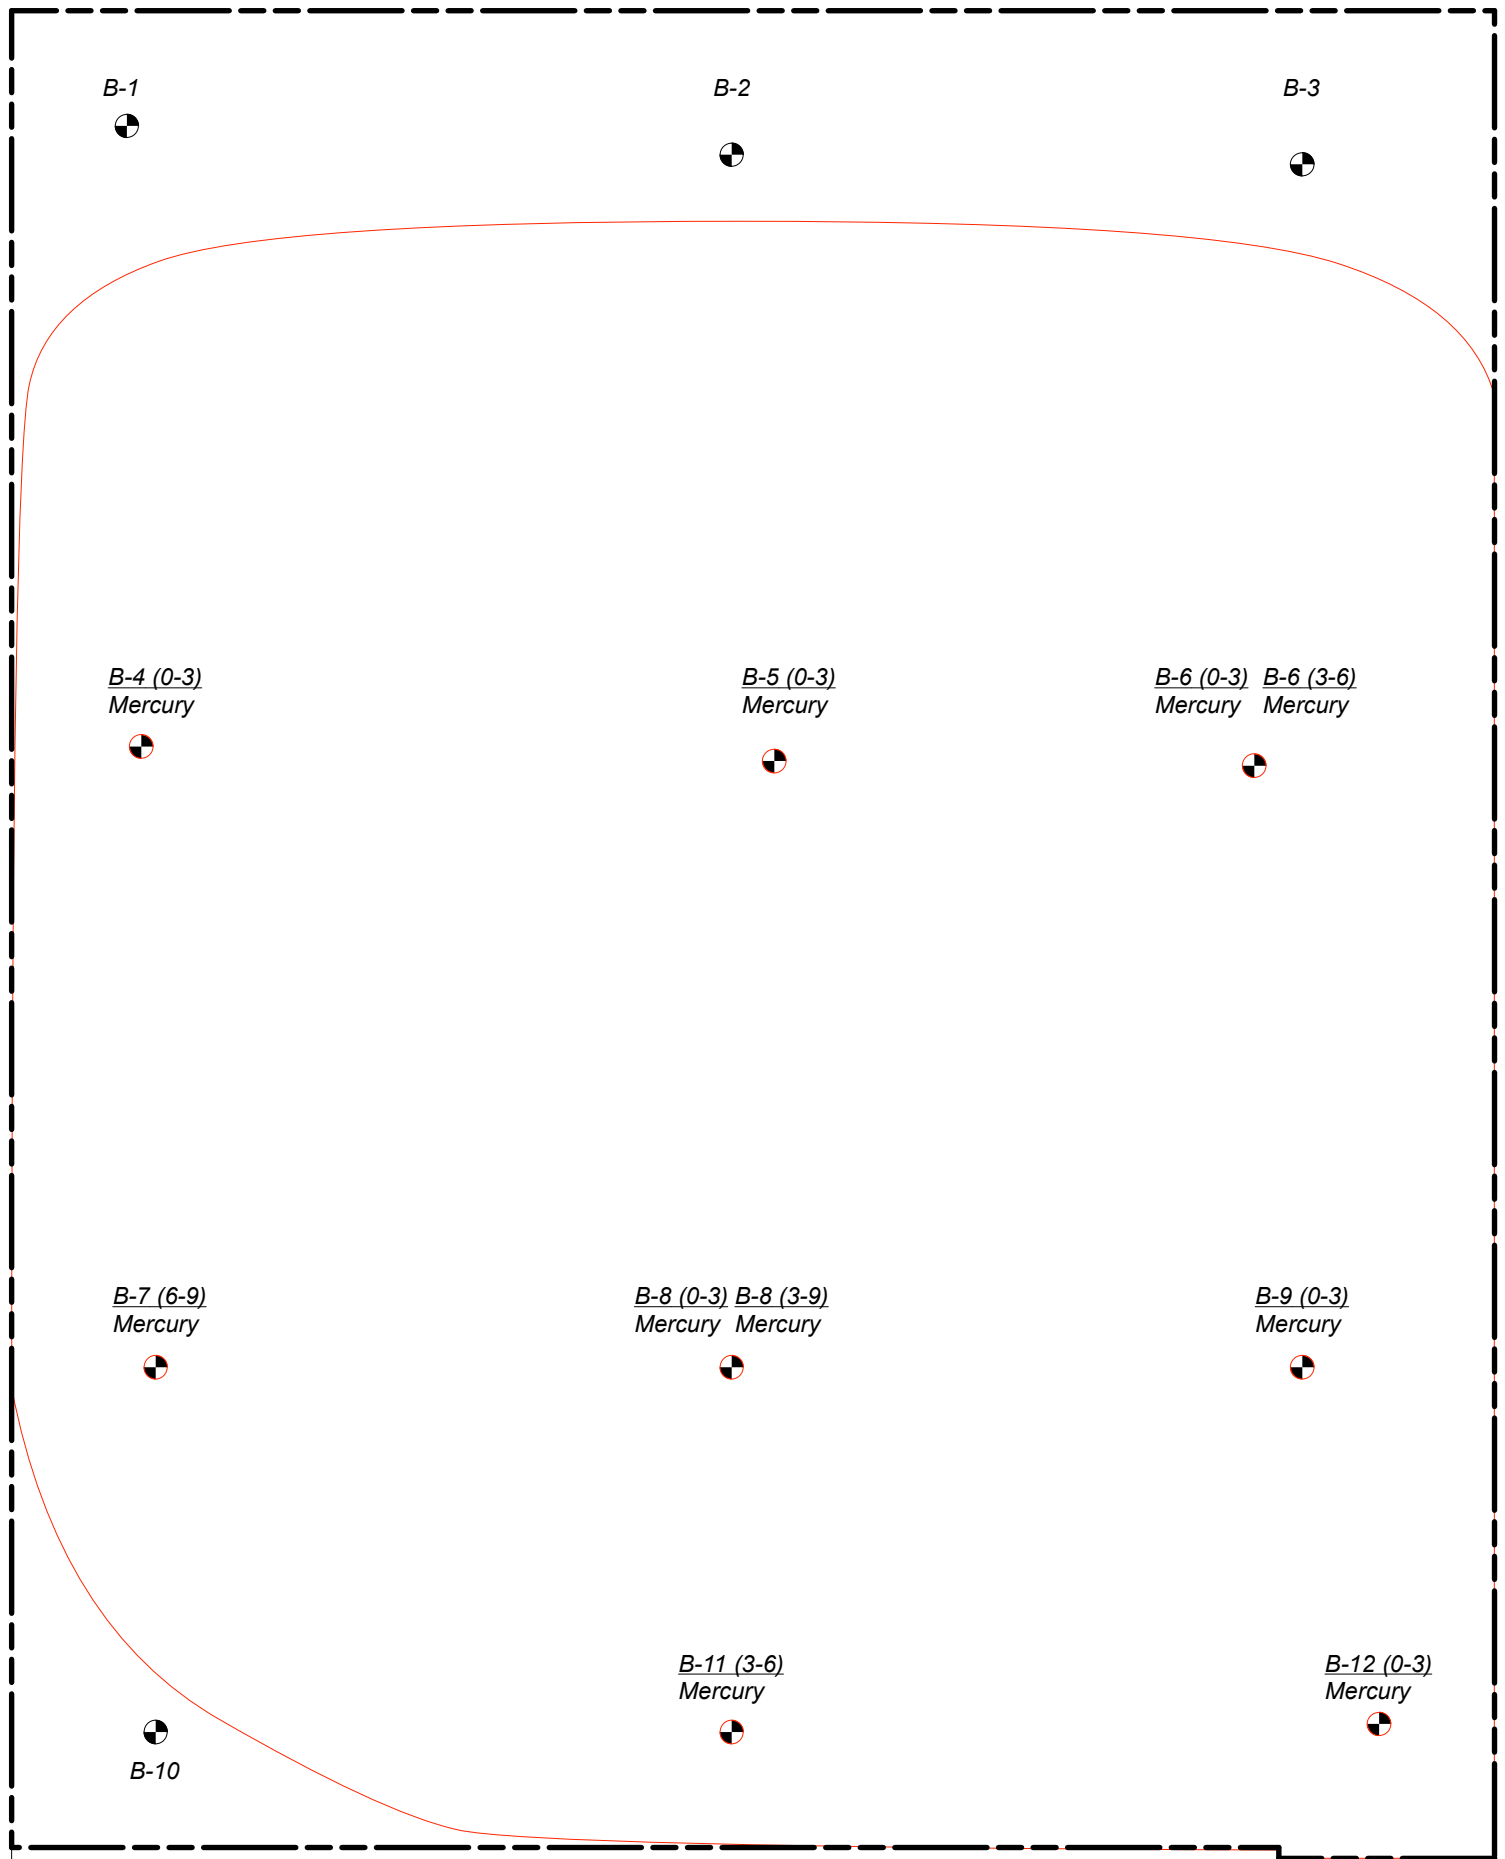 B-1
B-2
B-3
B-4 (0-3)
Mercury
B-5 (0-3)
Mercury
B-6 (0-3)
Mercury
B-6 (3-6)
Mercury
B-7 (6-9)
Mercury
B-8 (0-3)
Mercury
B-8 (3-9)
Mercury
B-9 (0-3)
Mercury
B-11 (3-6)
Mercury
B-12 (0-3)
Mercury
B-10